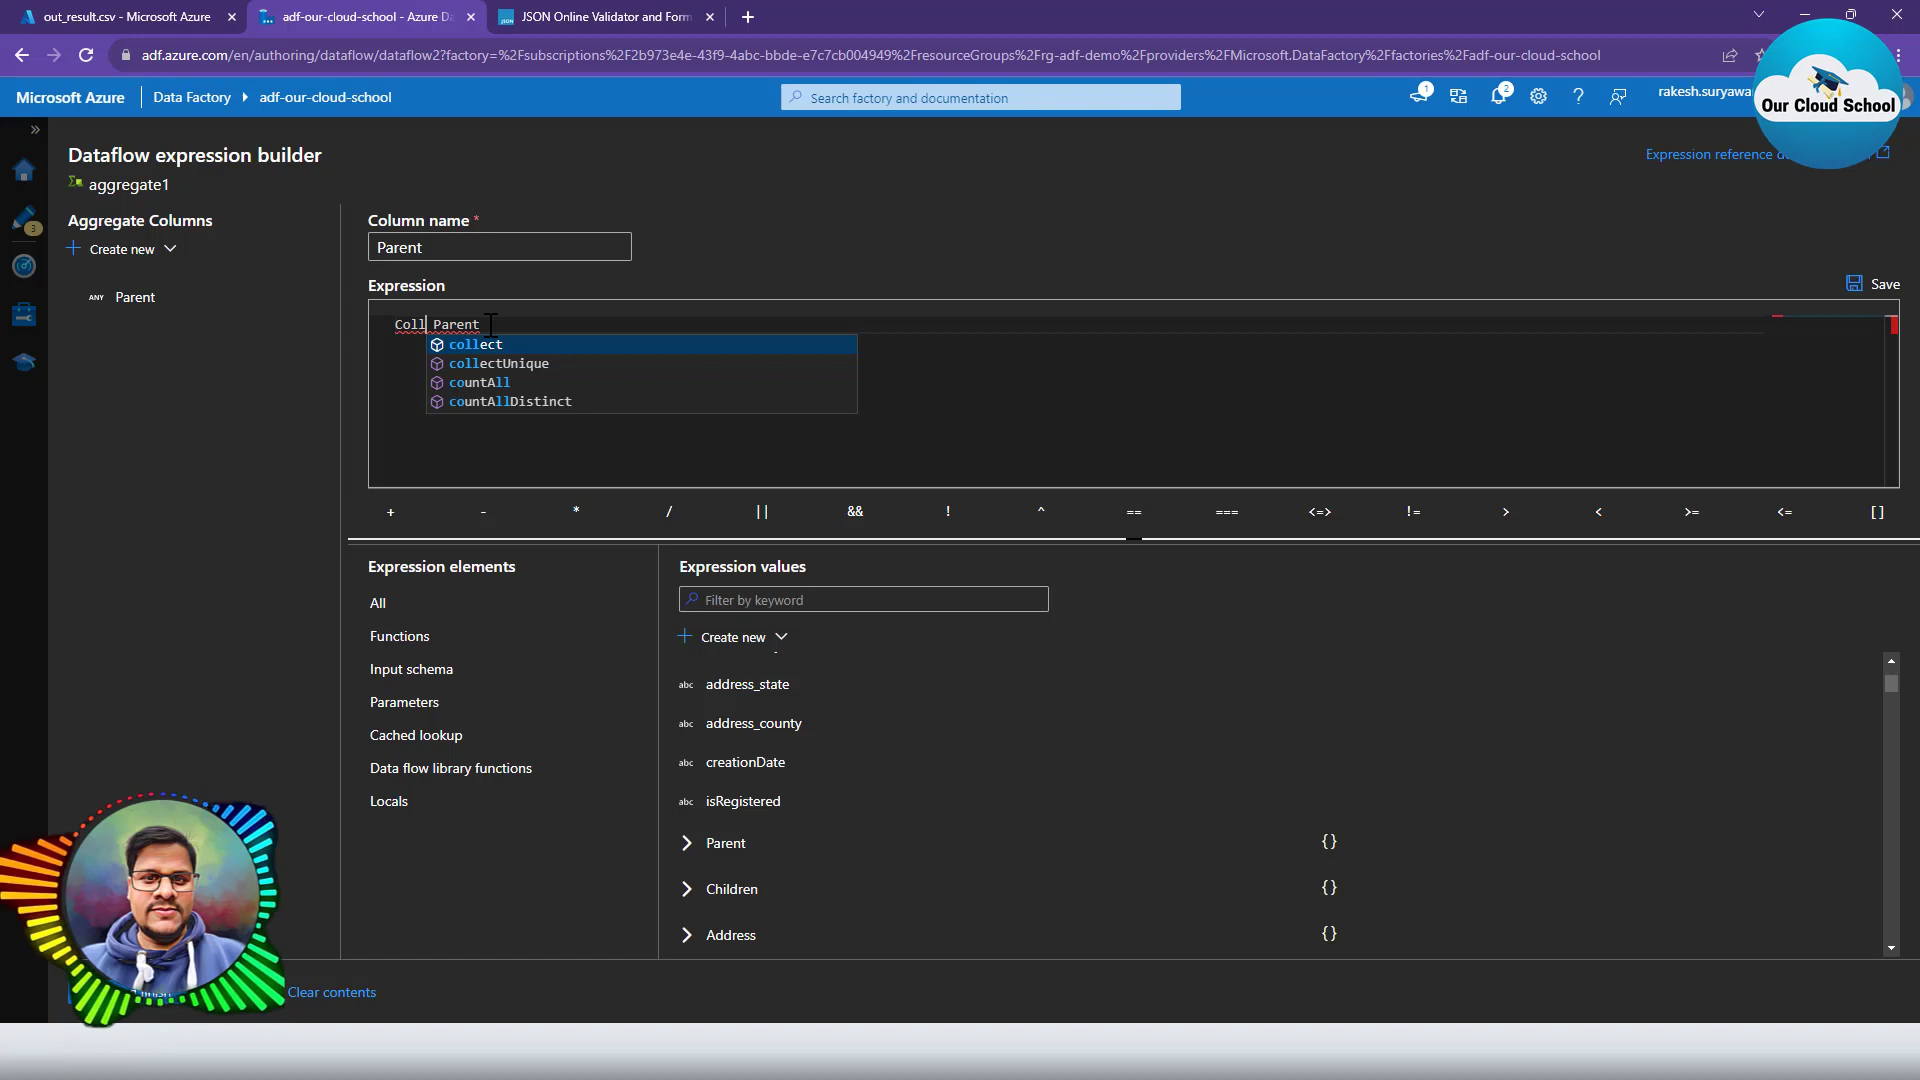 out_result.csv - Microsoft Azure
adf-our-cloud-school - Azure Da
JSON Online Validator and Form
adf.azure.com/en/authoring/dataflow/dataflow2?factory=%2Fsubscriptions%2F2b973e4e-43f9-4abc-bbde-e7c7cb004949%2FresourceGroups%2Frg-adf-demo%2Fproviders%2FMicrosoft.DataFactory%2Ffactories%2Fadf-our-cloud-school
Microsoft Azure
Data Factory
adf-our-cloud-school
Search factory and documentation
1
2
rakesh.suryawa
Our Cloud School
Dataflow expression builder
Expression reference
aggregate1
3
Aggregate Columns
Create new
ANY Parent
Column name *
Parent
Expression
Save
Coll Parent
collect
collectUnique
countAll
countAllDistinct
+ - * / || && ! ^ == === <=> != > < >= <= []
Expression elements
All
Functions
Input schema
Parameters
Cached lookup
Data flow library functions
Locals
Expression values
Filter by keyword
Create new
abc address_state
abc address_county
abc creationDate
abc isRegistered
Parent {}
Children {}
Address {}
Clear contents